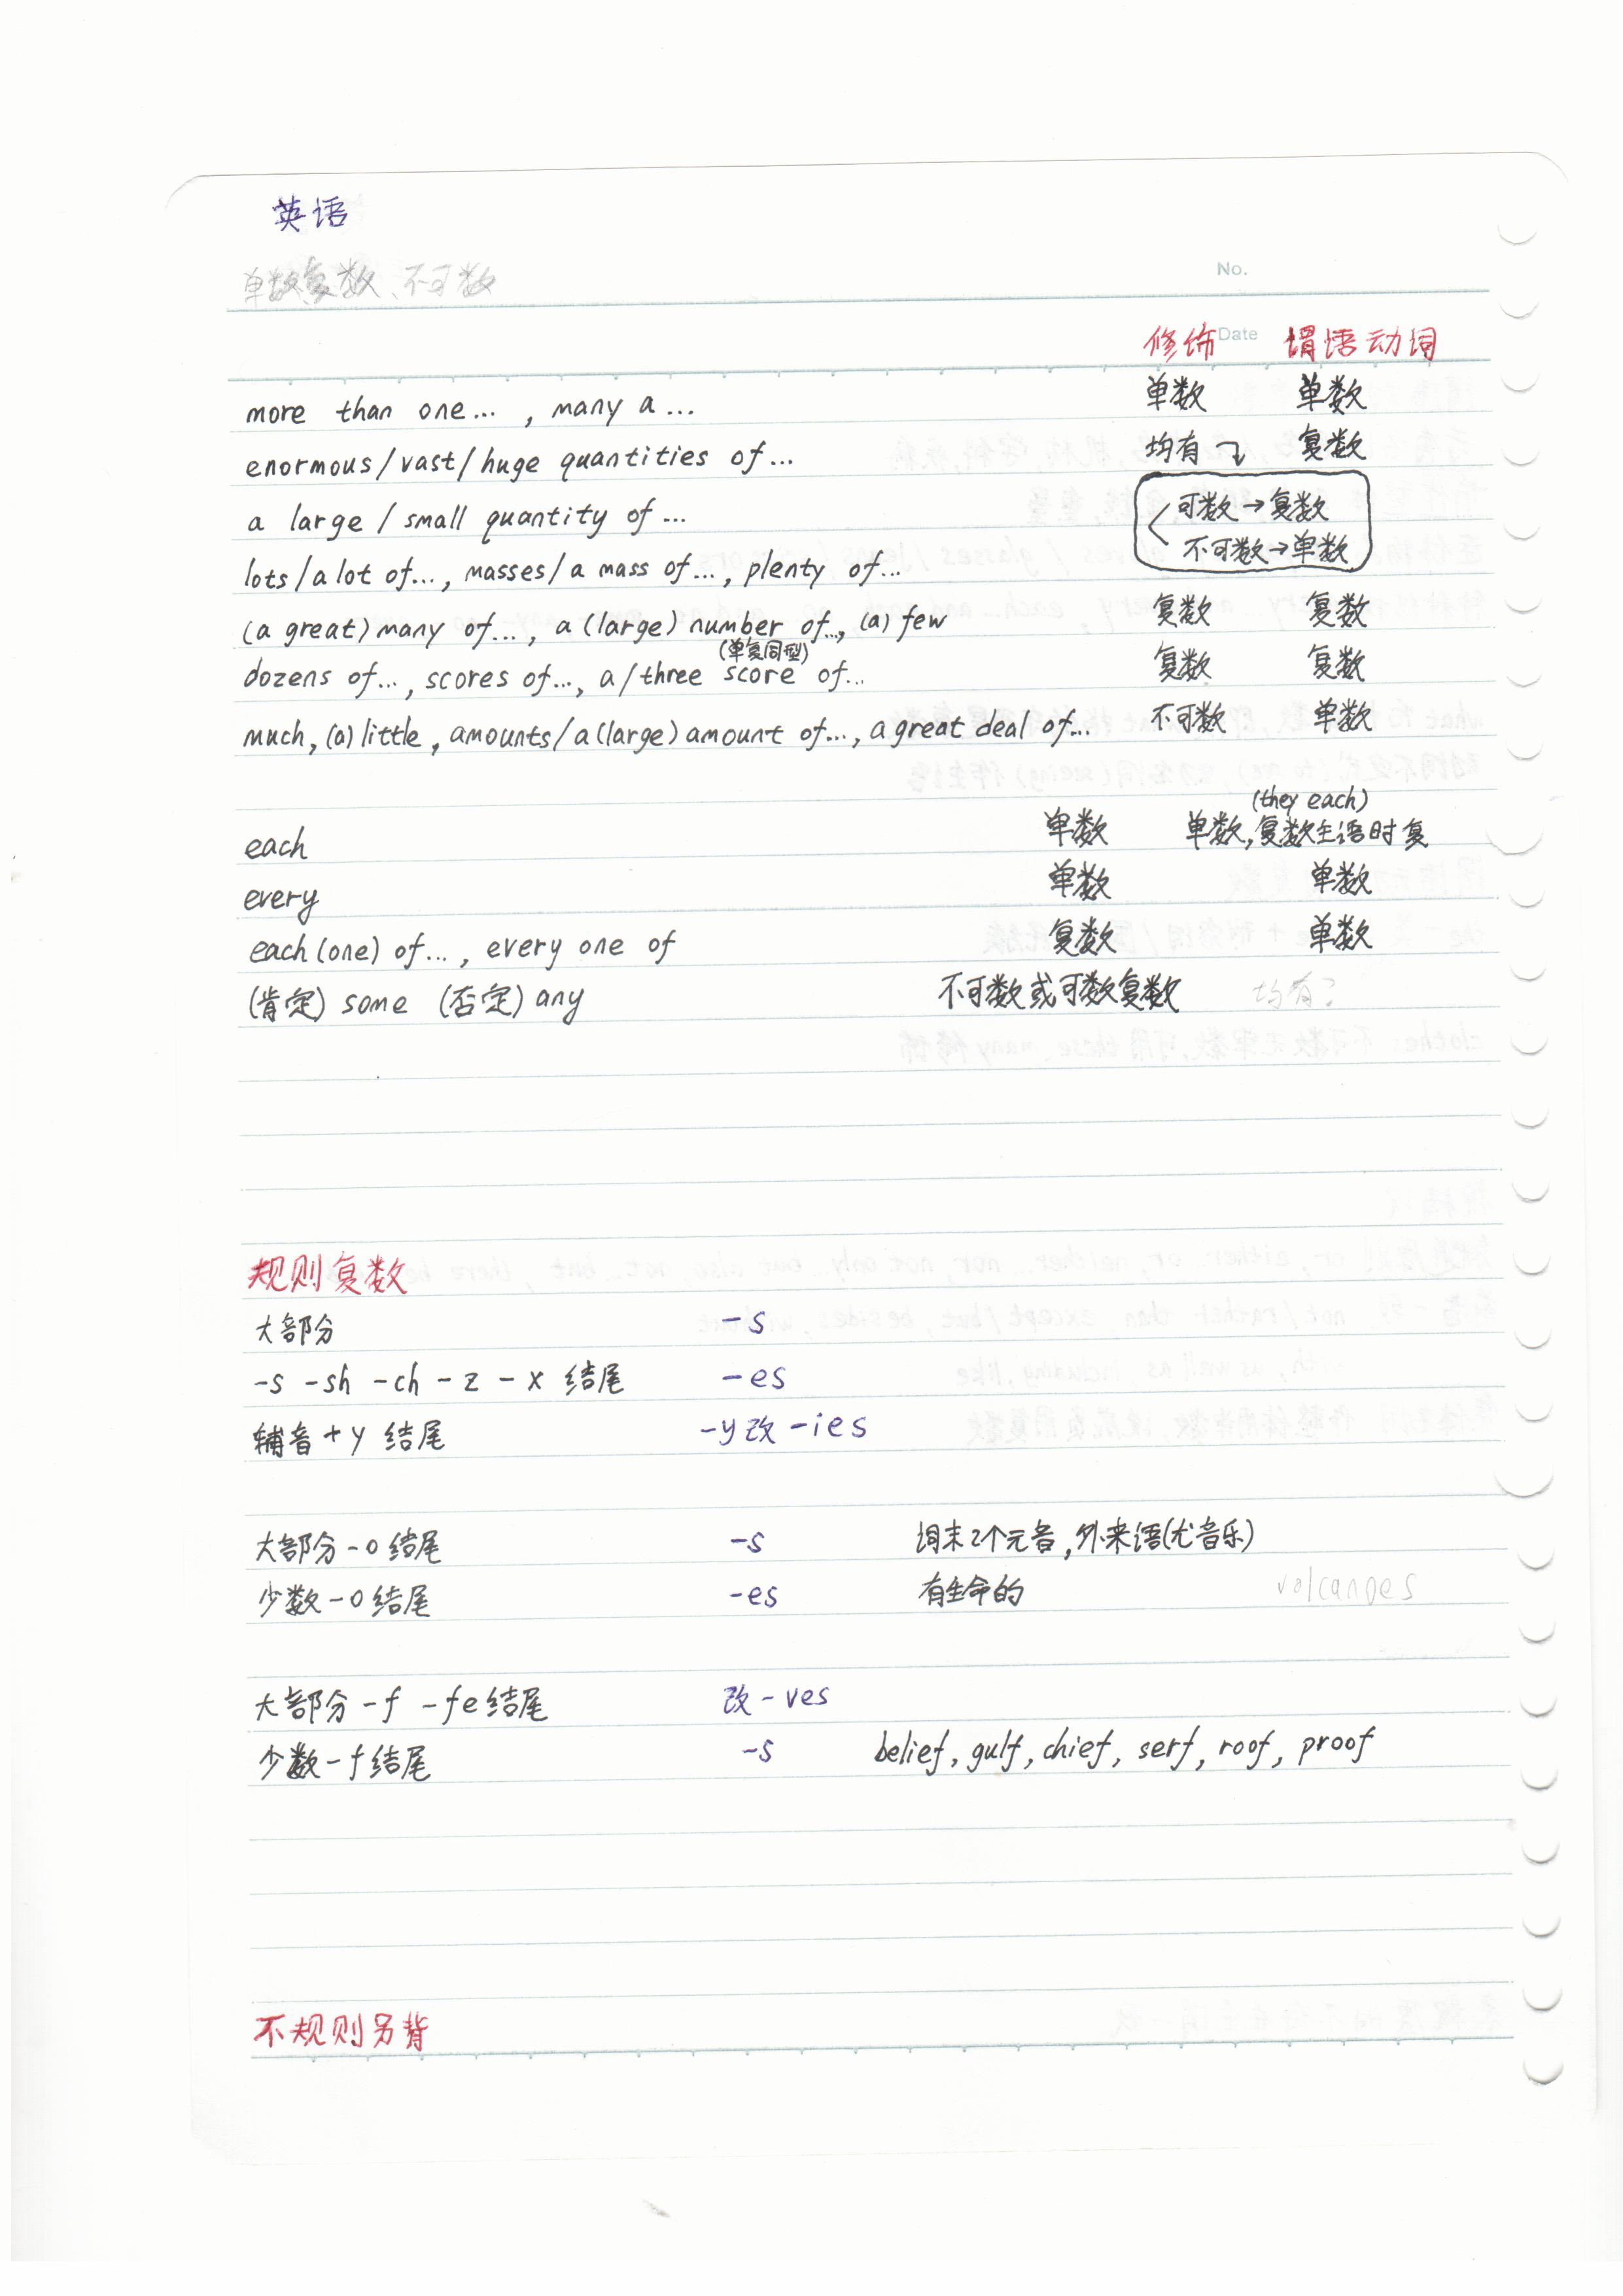 英语
单数复数、不可数
No.
Date
修饰 谓语动词
more than one... , many a ... 单数 单数
enormous/vast/huge quantities of... 均有 复数
a large / small quantity of ... 可数→复数
不可数→单数
lots/a lot of..., masses/a mass of..., plenty of...
(a great) many of..., a (large) number of..., (a) few 复数 复数
(单复同型)
dozens of..., scores of..., a/three score of... 复数 复数
much, (a) little, amounts/a (large) amount of..., a great deal of... 不可数 单数
(they each)
each 单数 单数,复数主语时复
every 单数 单数
each (one) of..., every one of 复数 单数
(肯定) some (否定) any 不可数或可数复数 均有?
规则复数
大部分 -s
-s -sh -ch -z -x 结尾 -es
辅音+y 结尾 -y改-ies
大部分-o结尾 -s 词末2个元音,外来语(尤音乐)
少数-o结尾 -es 有生命的 volcanoes
大部分-f -fe结尾 改-ves
少数-f结尾 -s belief, gulf, chief, serf, roof, proof
不规则另背